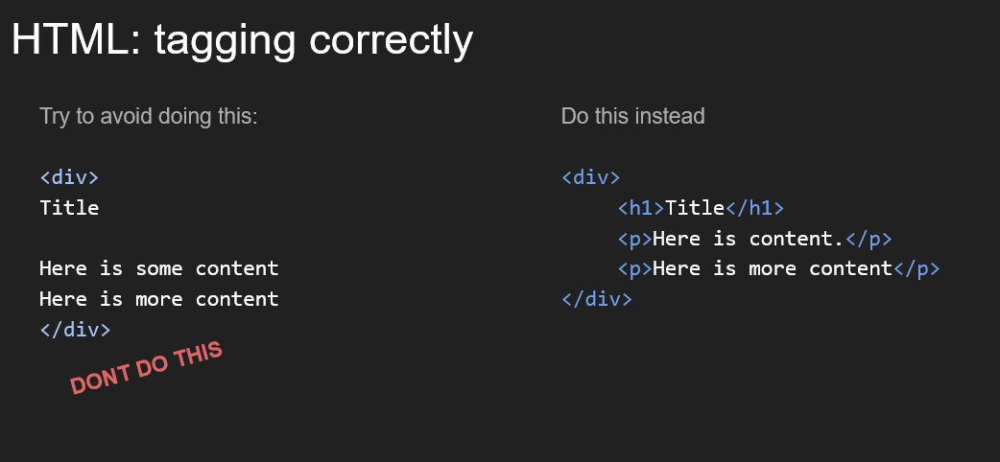 HTML: tagging correctly
Try to avoid doing this:
<div>
Title
Here is some content
Here is more content
</div>
DONT DO THIS
Do this instead
<div>
<h1>Title</h1>
<p>Here is content.</p>
<p>Here is more content</p>
</div>